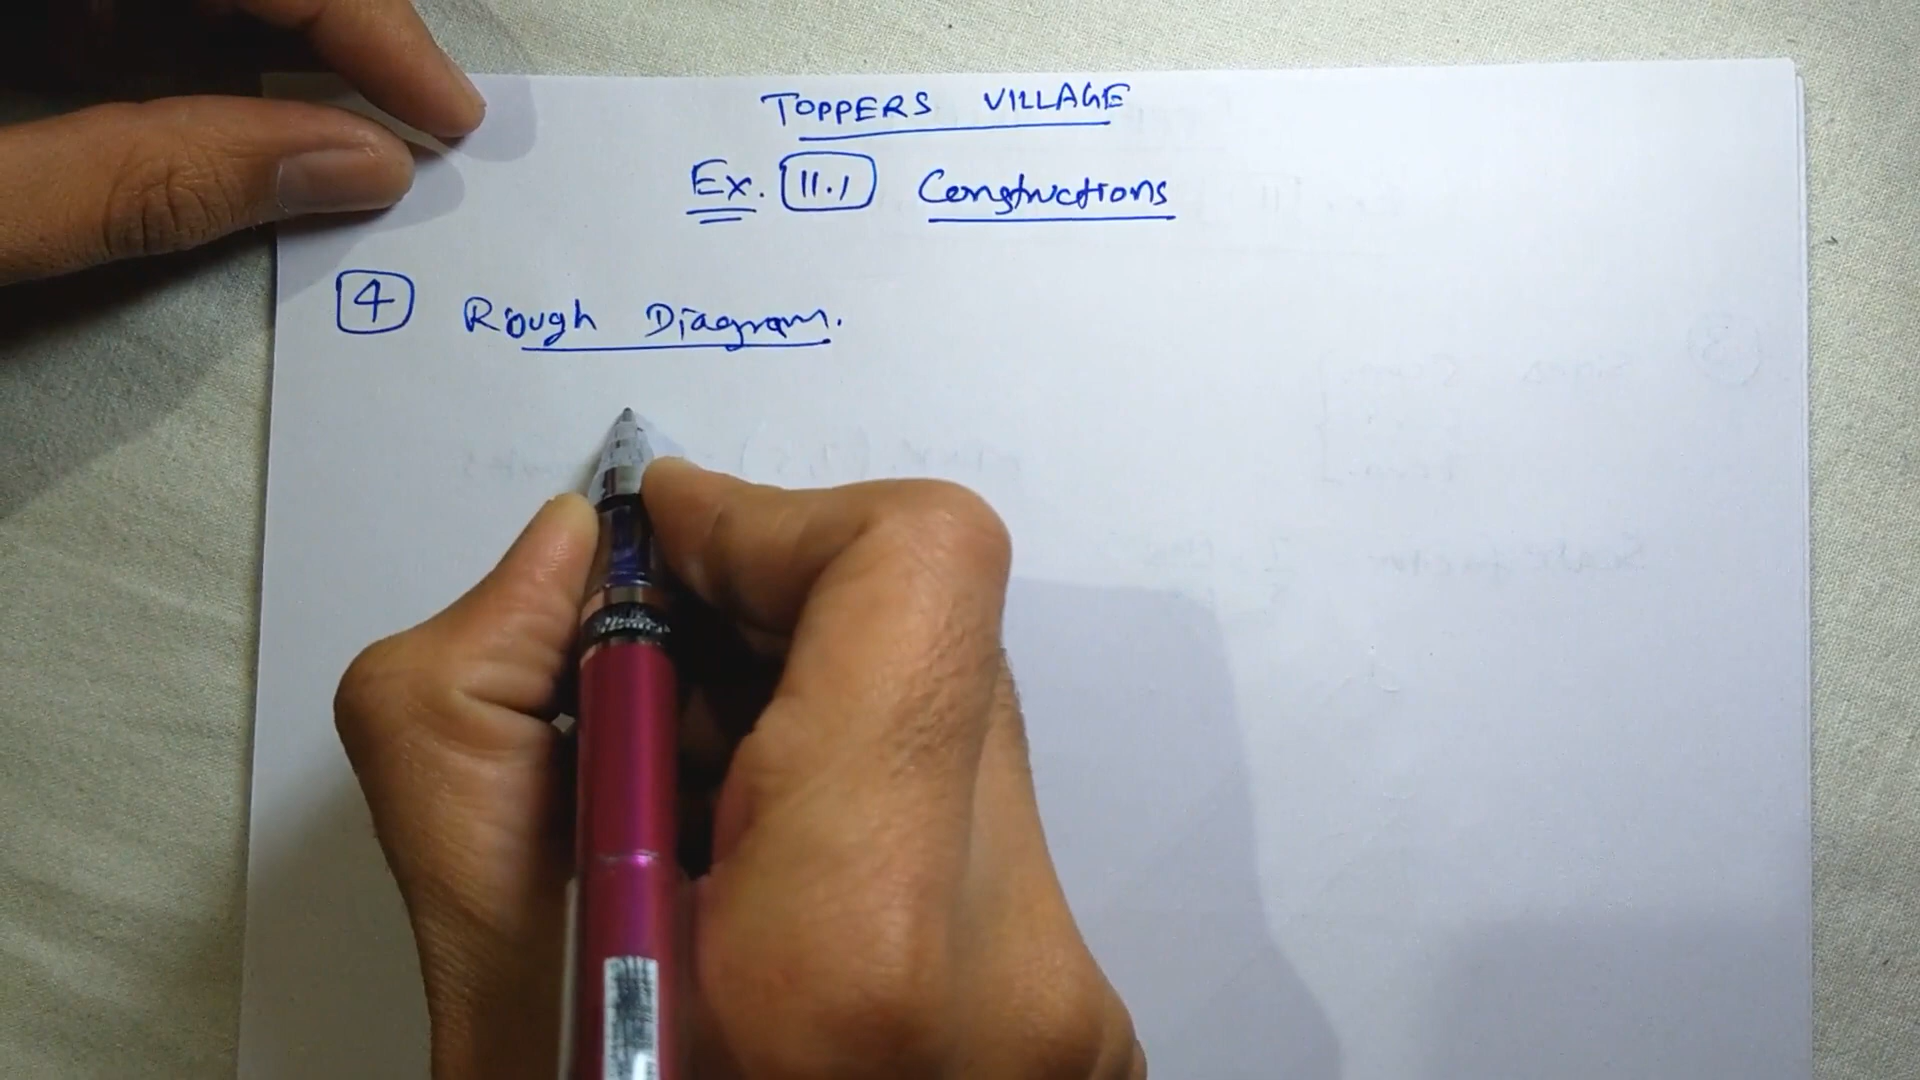 TOPPERS VILLAGE
Ex. 11.1 Constructions
4 Rough Diagram.